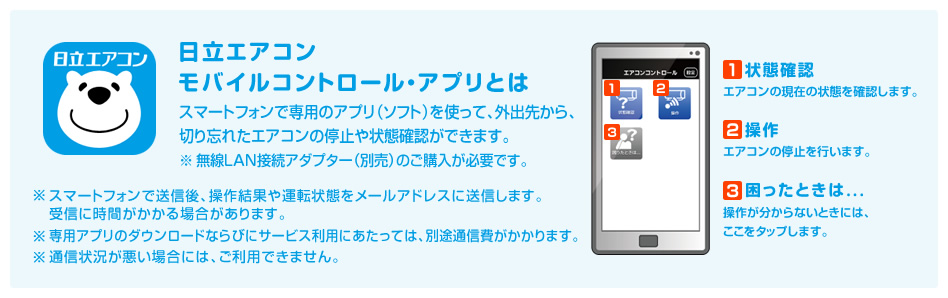 日立エアコン
日立エアコン
モバイルコントロール・アプリとは
スマートフォンで専用のアプリ（ソフト）を使って、外出先から、
切り忘れたエアコンの停止や状態確認ができます。
※ 無線LAN接続アダプター（別売）のご購入が必要です。
※ スマートフォンで送信後、操作結果や運転状態をメールアドレスに送信します。
受信に時間がかかる場合があります。
※ 専用アプリのダウンロードならびにサービス利用にあたっては、別途通信費がかかります。
※ 通信状況が悪い場合には、ご利用できません。
エアコンコントロール 設定
1 2
状態確認 操作
3
困ったときは...
1 状態確認
エアコンの現在の状態を確認します。
2 操作
エアコンの停止を行います。
3 困ったときは...
操作が分からないときには、
ここをタップします。